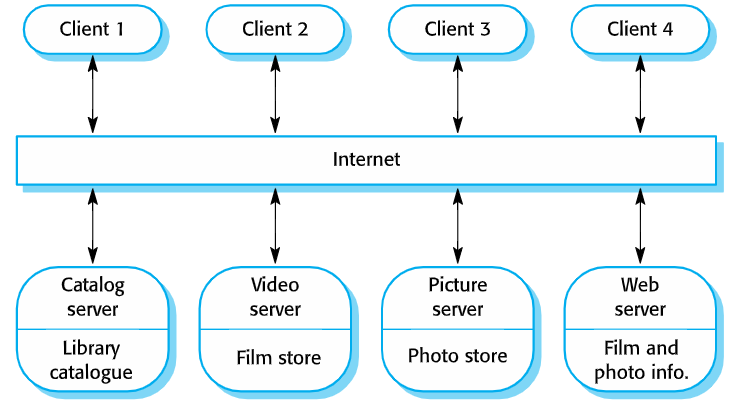 Client 1
Client 2
Client 3
Client 4
Internet
Catalog
server
Library
catalogue
Video
server
Film store
Picture
server
Photo store
Web
server
Film and
photo info.